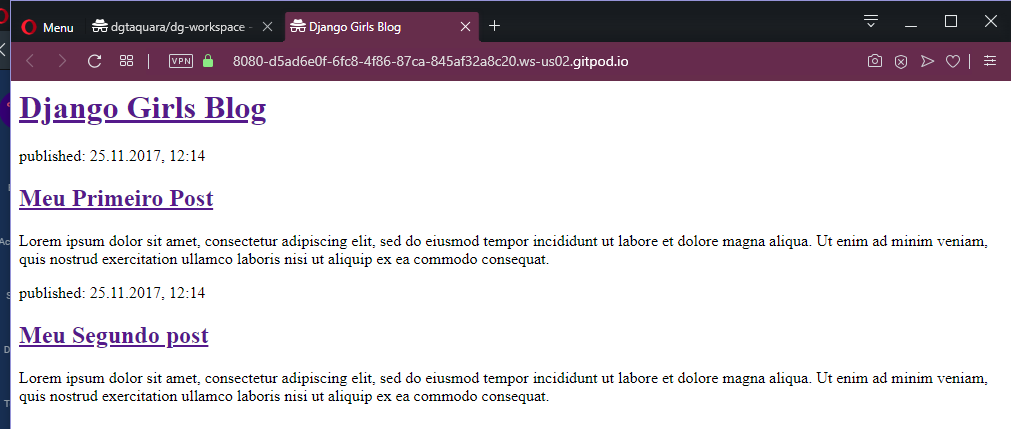 Menu
dgtaquara/dg-workspace -
Django Girls Blog
VPN
8080-d5ad6e0f-6fc8-4f86-87ca-845af32a8c20.ws-us02.gitpod.io
Django Girls Blog
published: 25.11.2017, 12:14
Meu Primeiro Post
Lorem ipsum dolor sit amet, consectetur adipiscing elit, sed do eiusmod tempor incididunt ut labore et dolore magna aliqua. Ut enim ad minim veniam,
quis nostrud exercitation ullamco laboris nisi ut aliquip ex ea commodo consequat.
published: 25.11.2017, 12:14
Meu Segundo post
Lorem ipsum dolor sit amet, consectetur adipiscing elit, sed do eiusmod tempor incididunt ut labore et dolore magna aliqua. Ut enim ad minim veniam,
quis nostrud exercitation ullamco laboris nisi ut aliquip ex ea commodo consequat.